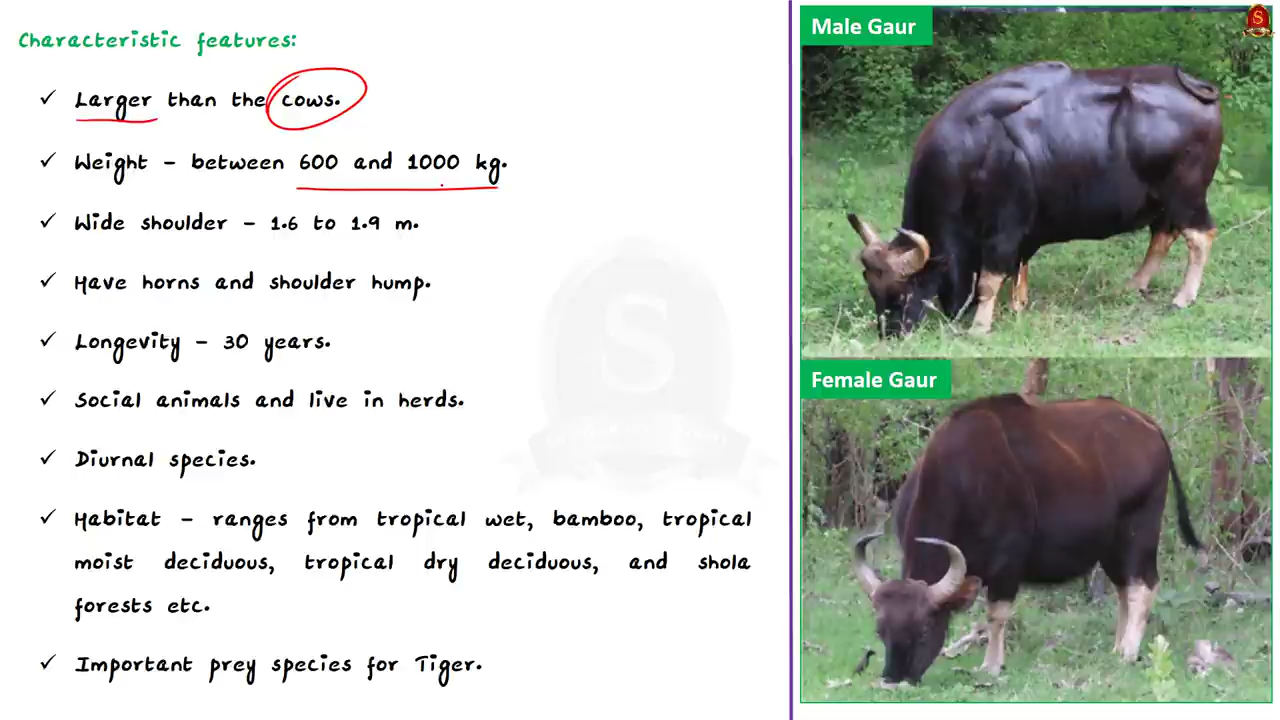 Characteristic features:
✓ Larger than the cows.
✓ Weight – between 600 and 1000 kg.
✓ Wide shoulder – 1.6 to 1.9 m.
✓ Have horns and shoulder hump.
✓ Longevity – 30 years.
✓ Social animals and live in herds.
✓ Diurnal species.
✓ Habitat – ranges from tropical wet, bamboo, tropical
moist deciduous, tropical dry deciduous, and shola
forests etc.
✓ Important prey species for Tiger.
Male Gaur
Female Gaur
S
S